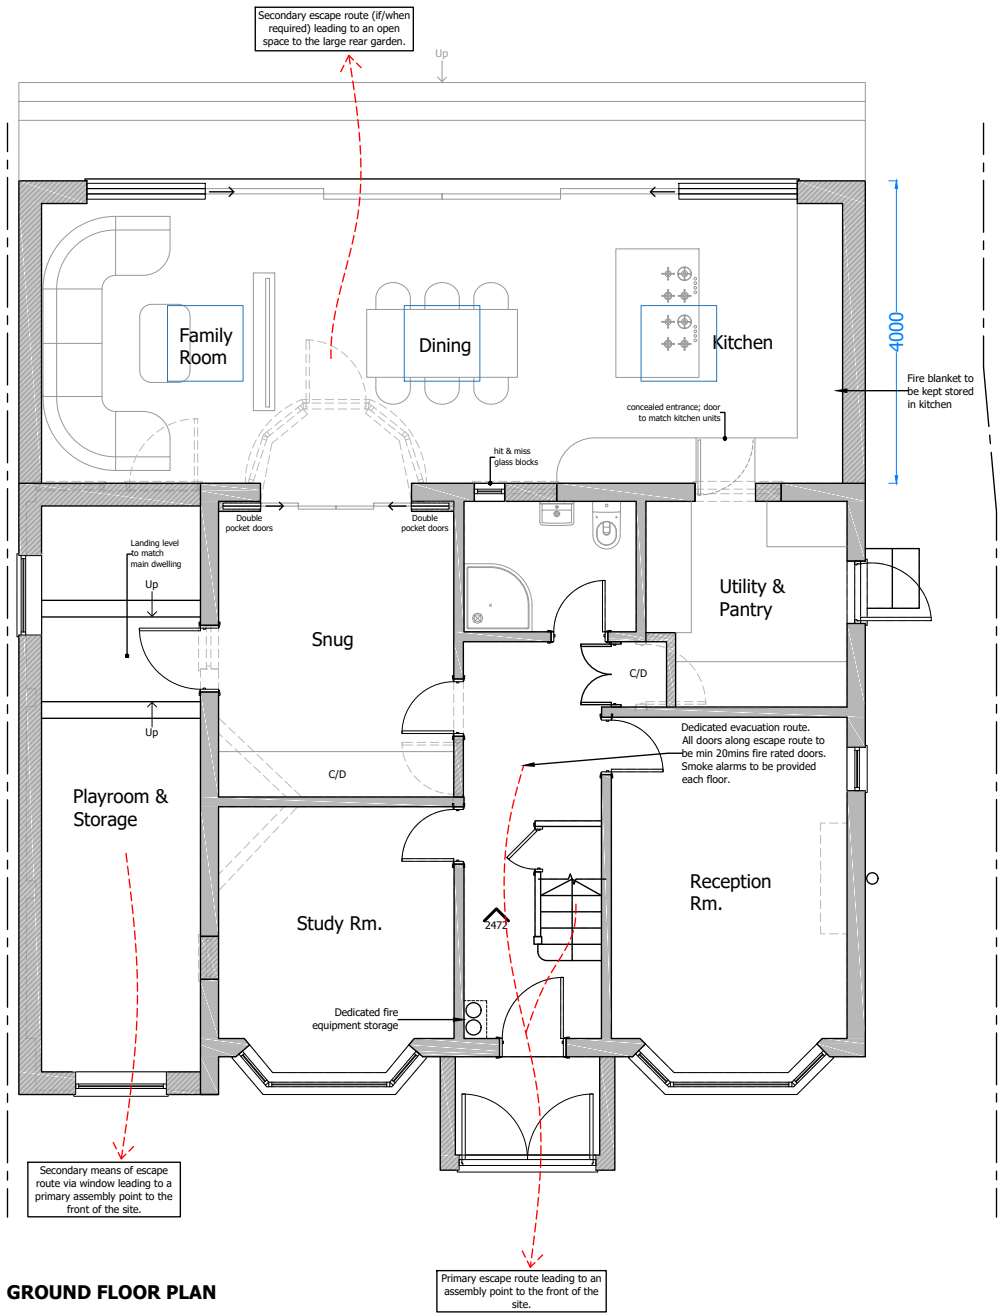 Secondary escape route (if/when
required) leading to an open
space to the large rear garden.
Up
Family
Room
Dining
Kitchen
4000
Fire blanket to
be kept stored
in kitchen
concealed entrance; door
to match kitchen units
hit & miss
glass blocks
Double
pocket doors
Double
pocket doors
Landing level
to match
main dwelling
Up
Utility &
Pantry
Snug
C/D
Up
Dedicated evacuation route.
All doors along escape route to
be min 20mins fire rated doors.
Smoke alarms to be provided
each floor.
C/D
Playroom &
Storage
Reception
Rm.
Study Rm.
2472
Dedicated fire
equipment storage
Secondary means of escape
route via window leading to a
primary assembly point to the
front of the site.
Primary escape route leading to an
assembly point to the front of the
site.
GROUND FLOOR PLAN